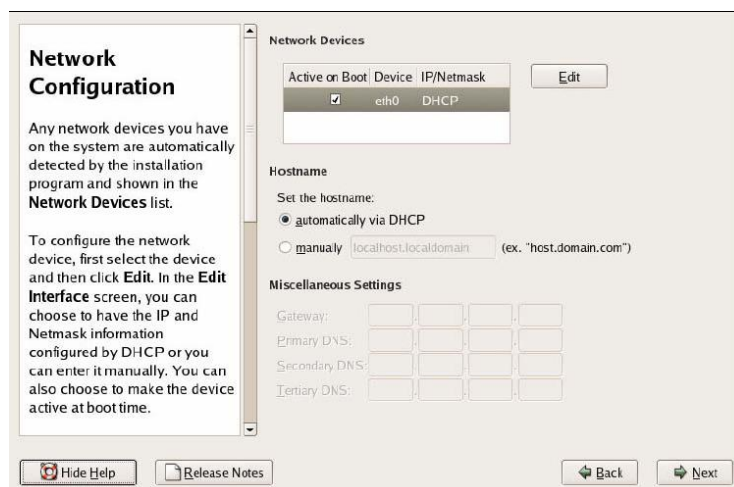 Network
Configuration
Any network devices you have
on the system are automatically
detected by the installation
program and shown in the
Network Devices list.
To configure the network
device, first select the device
and then click Edit. In the Edit
Interface screen, you can
choose to have the IP and
Netmask information
configured by DHCP or you
can enter it manually. You can
also choose to make the device
active at boot time.
Network Devices
Active on Boot Device IP/Netmask
eth0 DHCP
Edit
Hostname
Set the hostname:
automatically via DHCP
manually localhost.localdomain (ex. "host.domain.com")
Miscellaneous Settings
Gateway: . . .
Primary DNS: . . .
Secondary DNS: . . .
Tertiary DNS: . . .
Hide Help
Release Notes
Back
Next